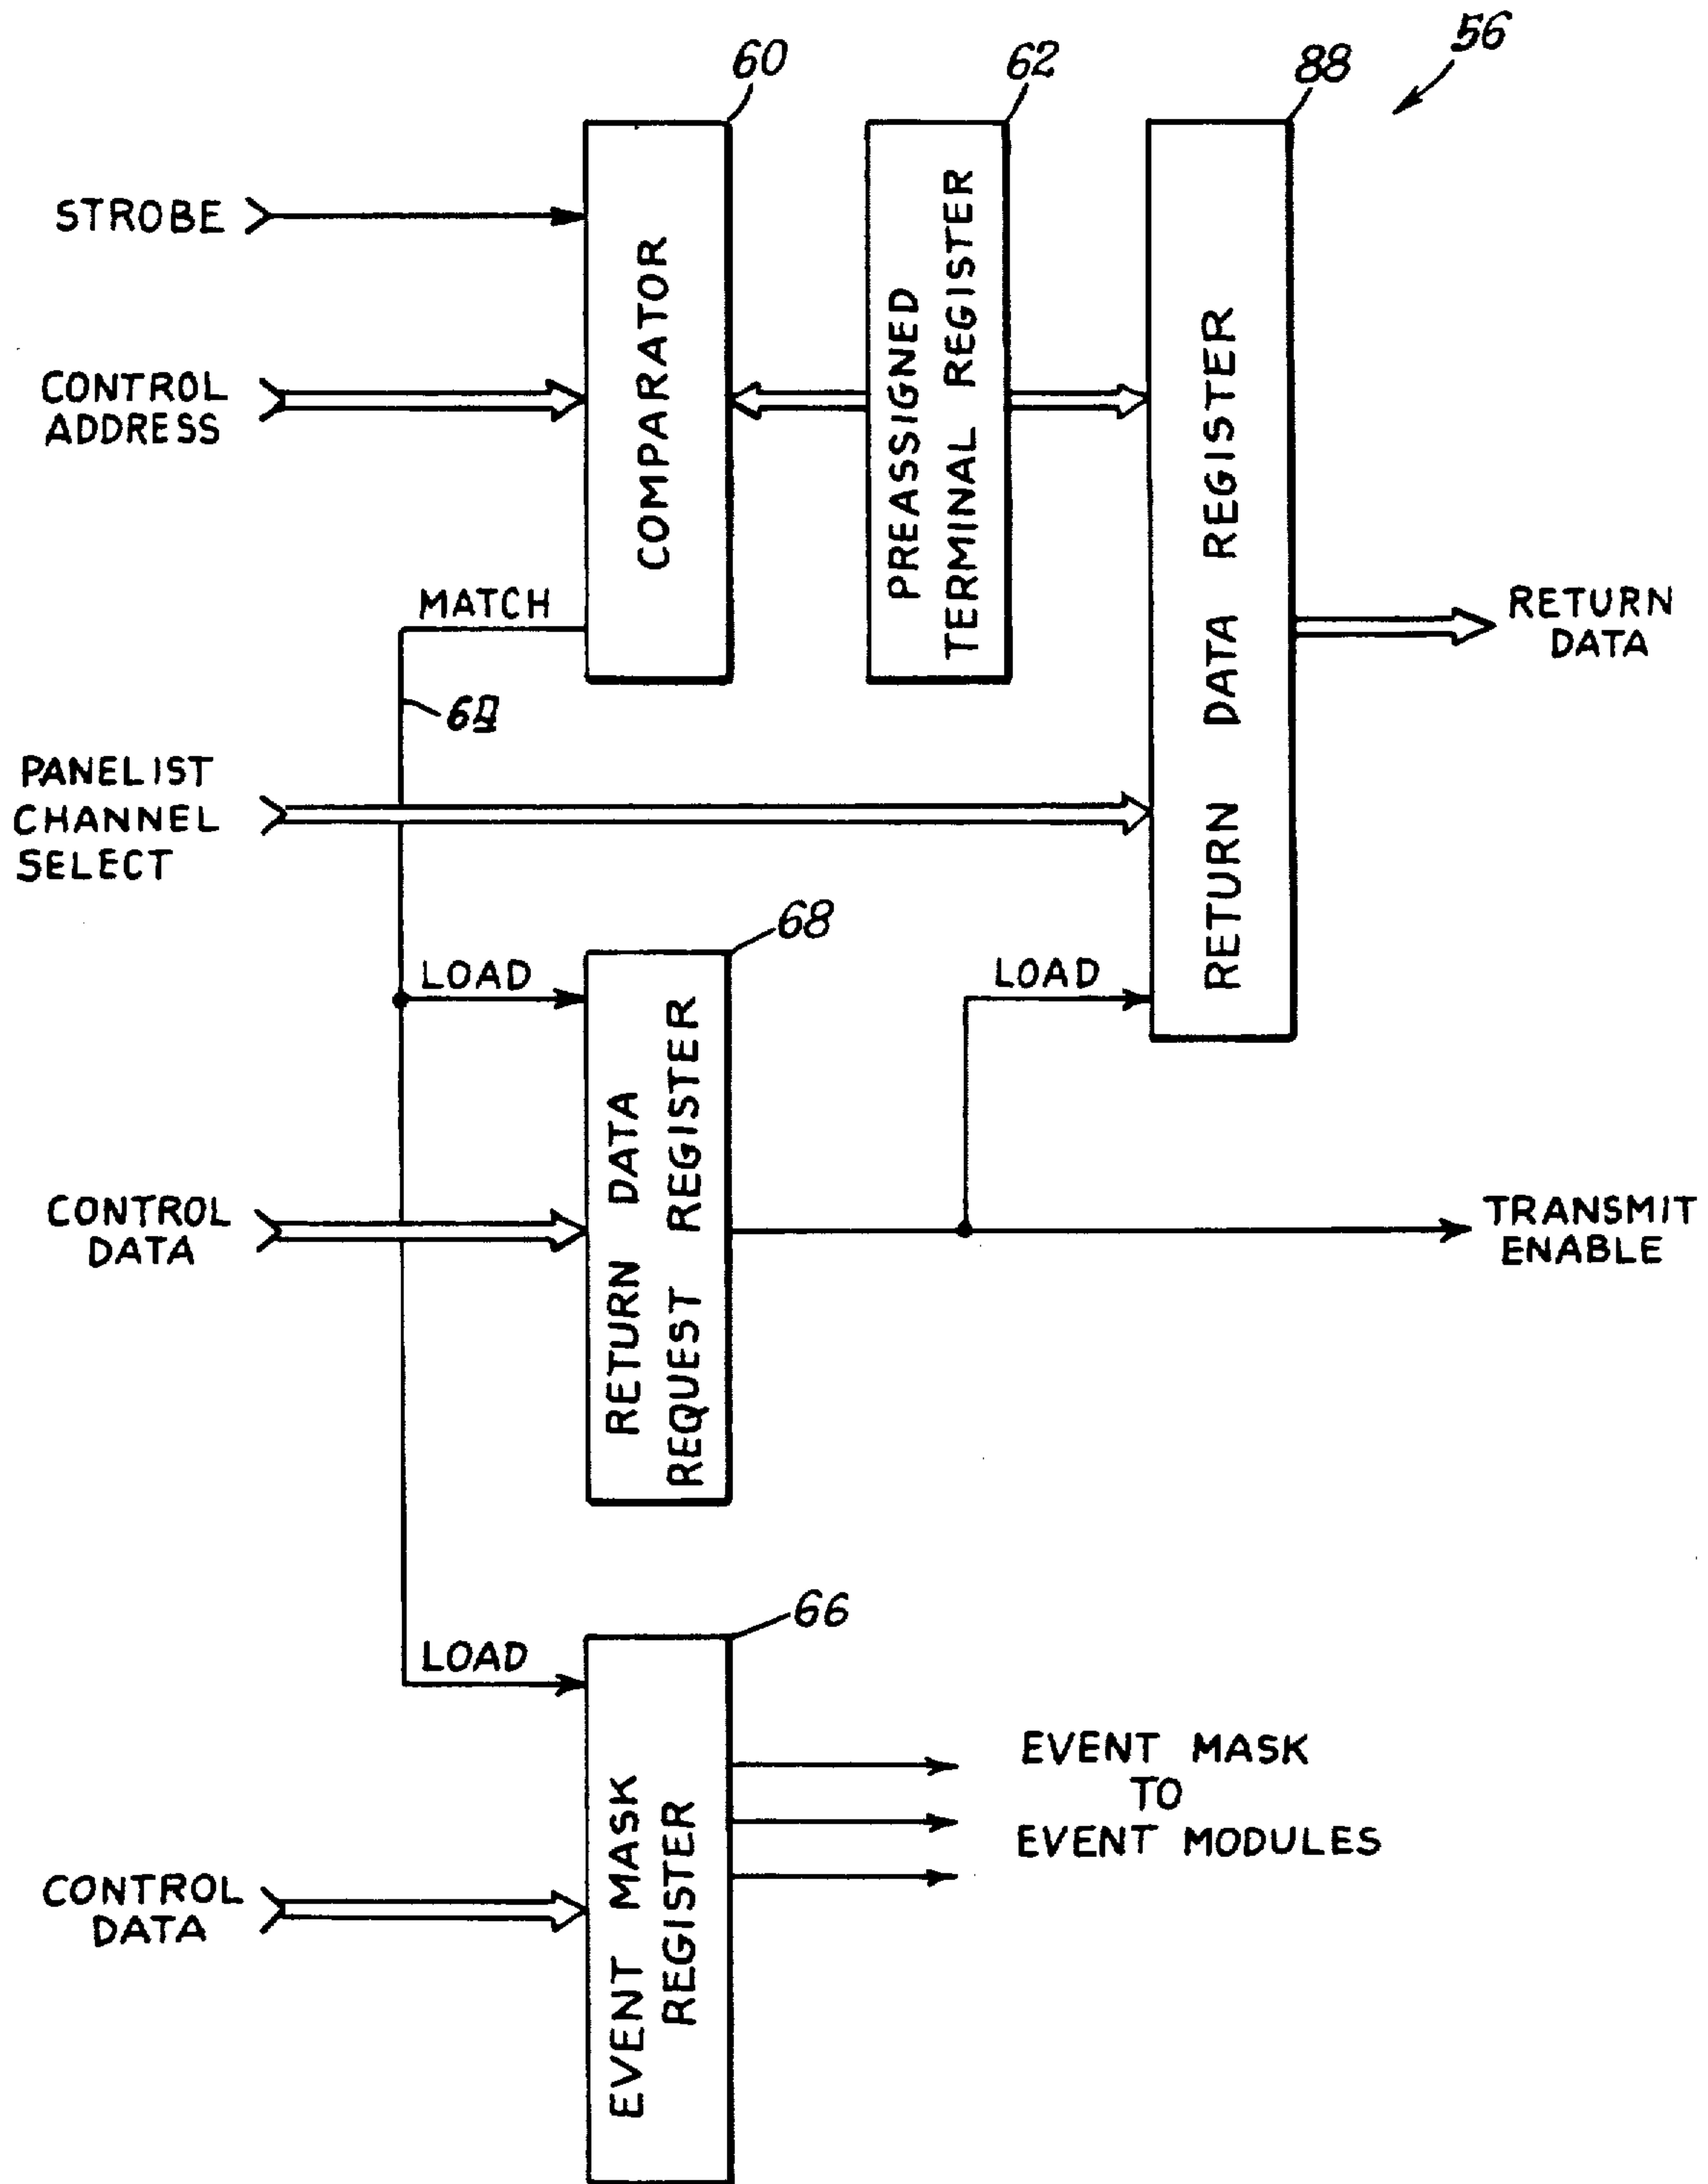 56
60
62
88
STROBE
CONTROL
ADDRESS
COMPARATOR
PREASSIGNED
TERMINAL REGISTER
RETURN DATA REGISTER
MATCH
RETURN
DATA
PANELIST
CHANNEL
SELECT
68
LOAD
LOAD
RETURN DATA
REQUEST REGISTER
CONTROL
DATA
TRANSMIT
ENABLE
66
LOAD
EVENT MASK
REGISTER
EVENT MASK
TO
EVENT MODULES
CONTROL
DATA